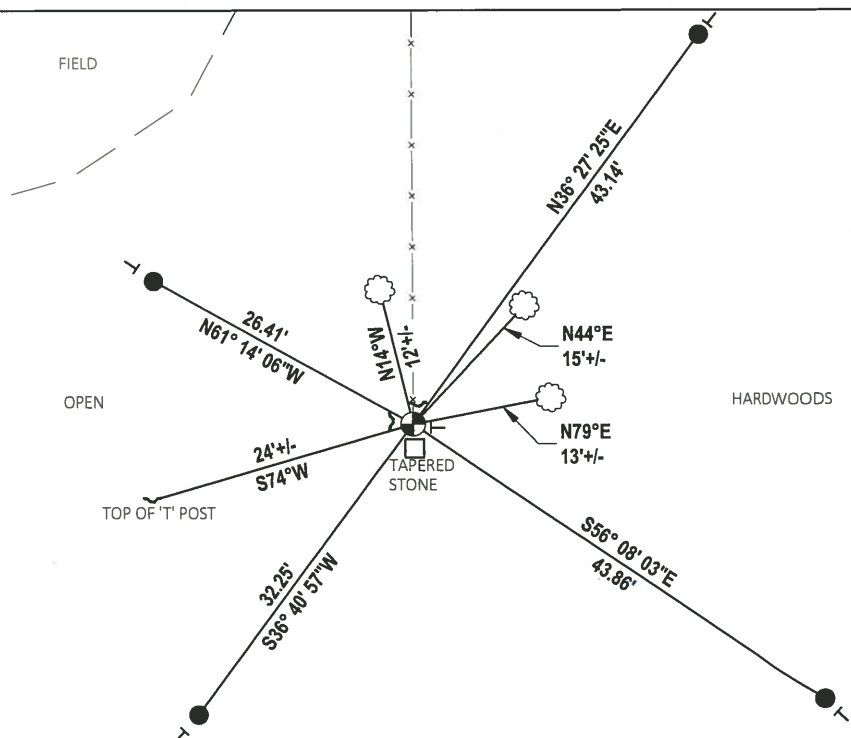 FIELD
N36° 27' 25"E
43.14'
26.41'
N61° 14' 06"W
N14°W
12'+/-
N44°E
15'+/-
OPEN
HARDWOODS
N79°E
13'+/-
24'+/-
S74°W
TAPERED
STONE
TOP OF 'T' POST
S56° 08' 03"E
43.86'
32.25'
S36° 40' 57"W